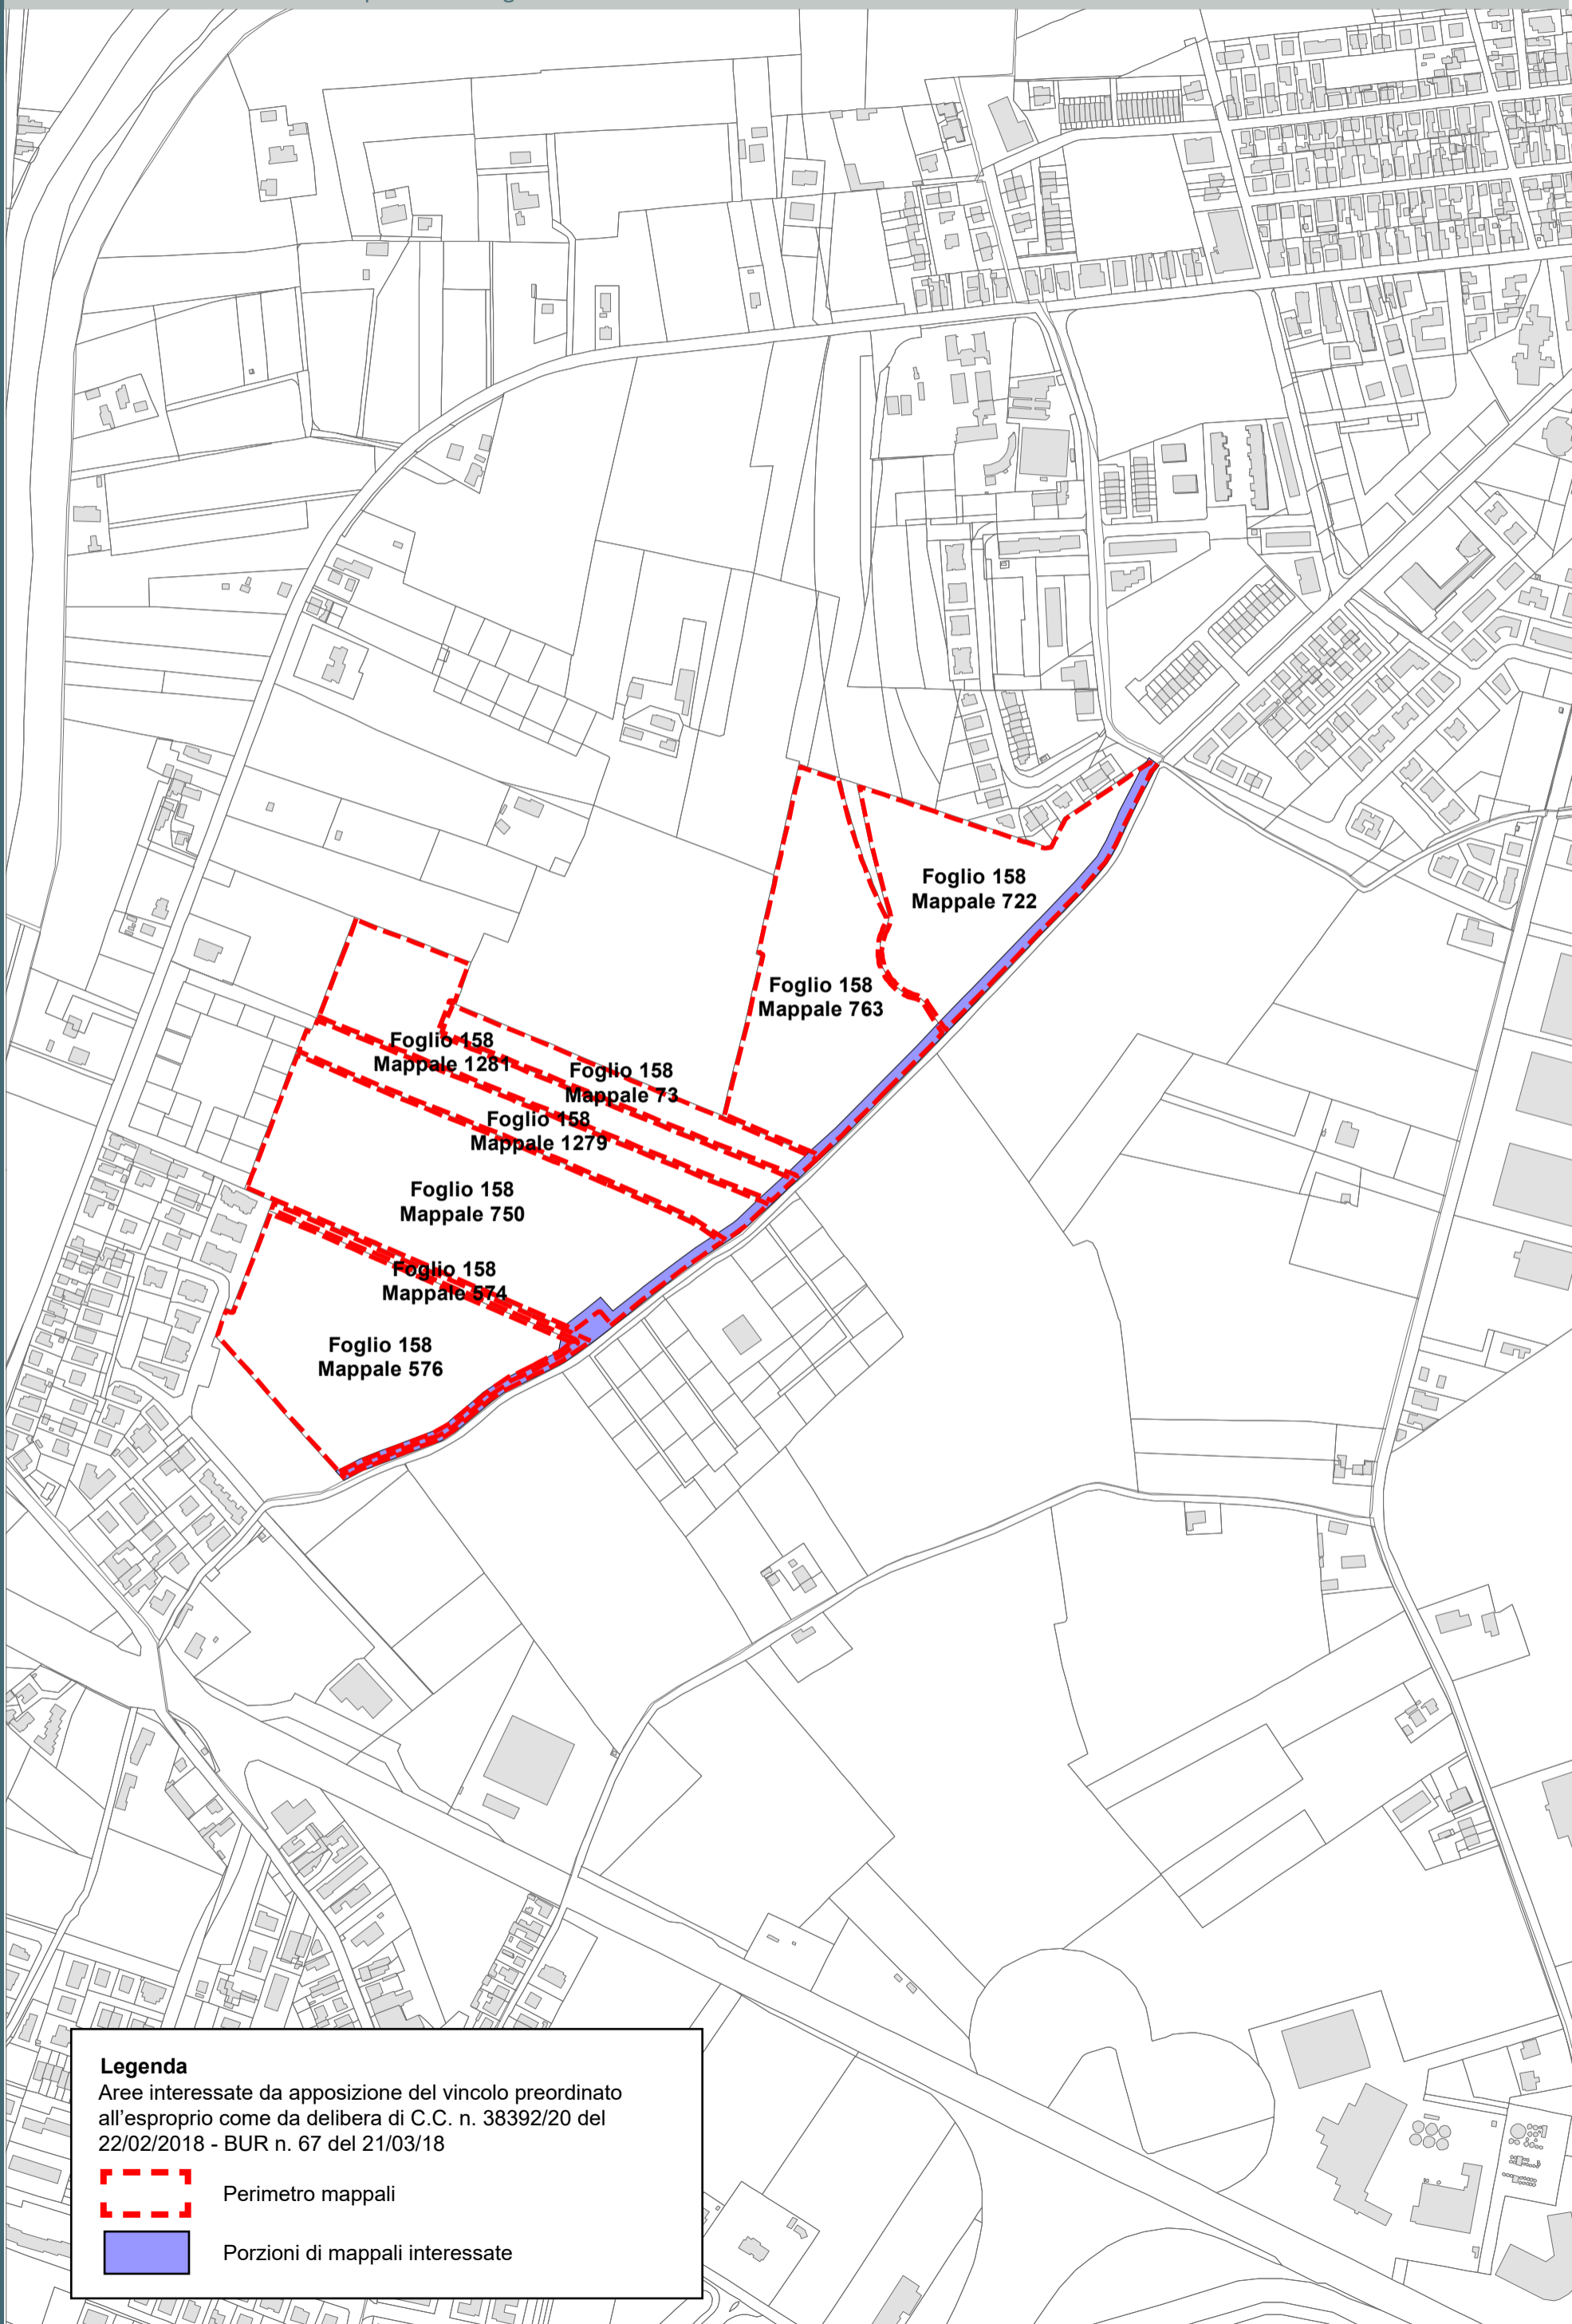 Foglio 158
Mappale 722
Foglio 158
Mappale 763
Foglio 158
Mappale 1281
Foglio 158
Mappale 73
Foglio 158
Mappale 1279
Foglio 158
Mappale 750
Foglio 158
Mappale 574
Foglio 158
Mappale 576
Legenda
Aree interessate da apposizione del vincolo preordinato
all'esproprio come da delibera di C.C. n. 38392/20 del
22/02/2018 - BUR n. 67 del 21/03/18
Perimetro mappali
Porzioni di mappali interessate